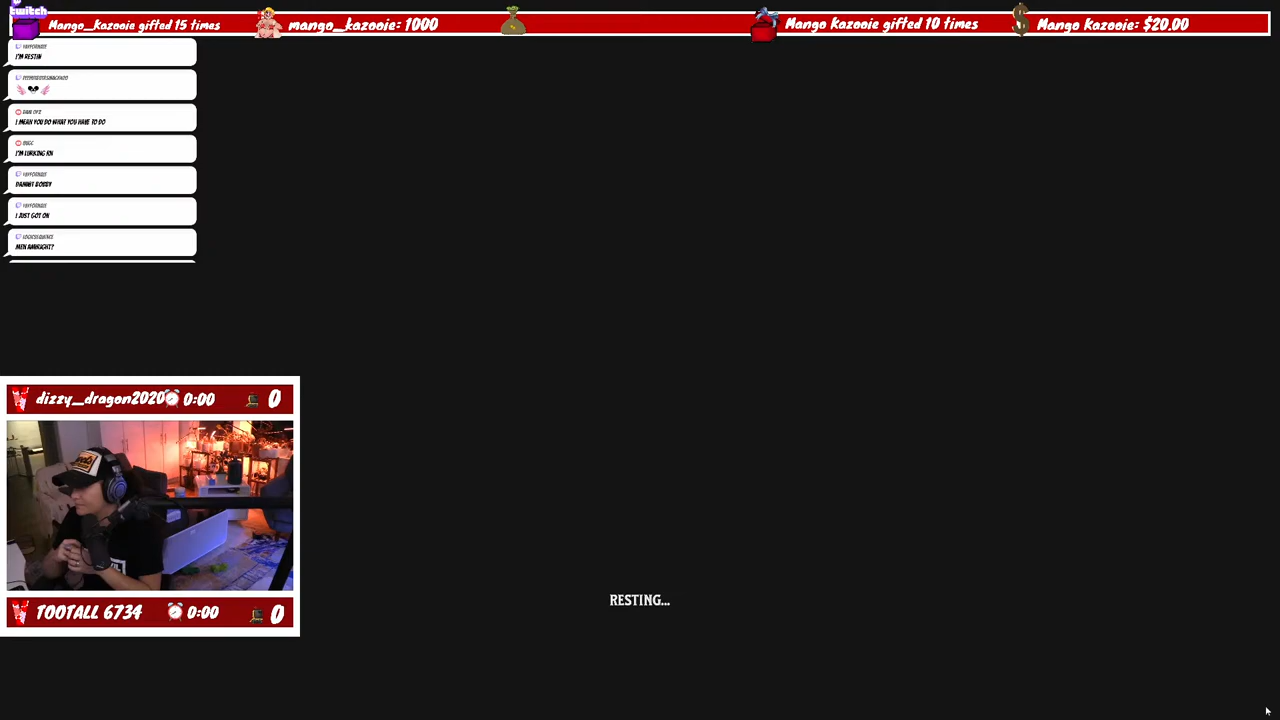 twitch
Mango_Kazooie gifted 15 times
mango_kazooie: 1000
Mango Kazooie gifted 10 times
Mango Kazooie: $20.00
I'M RESTIN
I MEAN YOU DO WHAT YOU HAVE TO DO
I'M LURKING RN
DAMMIT BOBBY
I JUST GOT ON
MEN AMIRIGHT?
dizzy_dragon2020
0:00
0
TOOTALL 6734
0:00
0
RESTING...